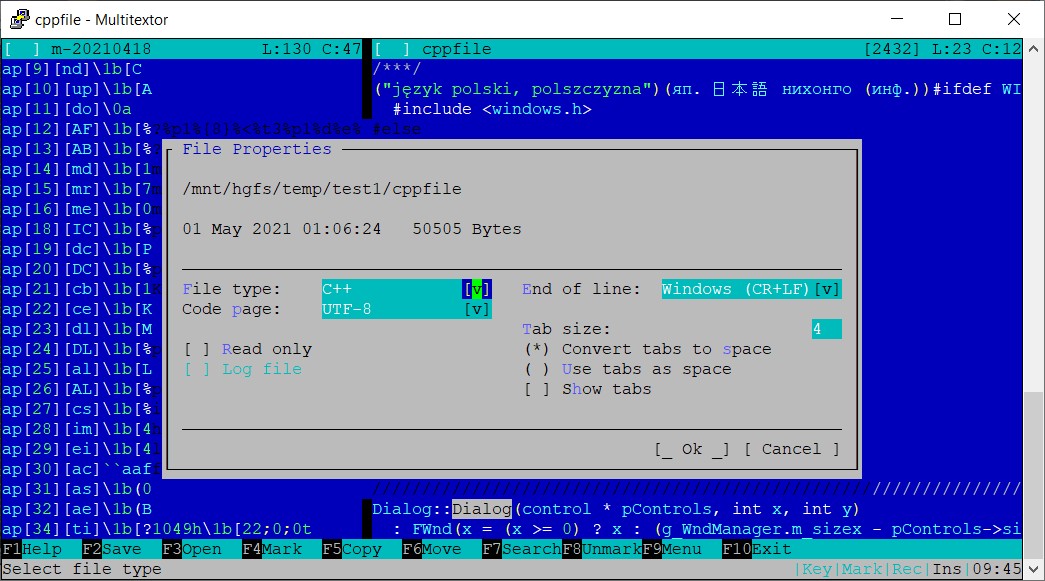 cppfile - Multitextor
[  ] m-20210418 L:130 C:47 [  ] cppfile [2432] L:23 C:12
ap[9][nd]\1b[C /***/
ap[10][up]\1b[A ("język polski, polszczyzna")(яп. 日本語 нихонго (инф.))#ifdef WI
ap[11][do]\0a #include <windows.h>
ap[12][AF]\1b[%?%p1%{8}%<%t3%p1%d%e% #else
ap[13][AB]\1b[% File Properties
ap[14][md]\1b[1
ap[15][mr]\1b[7 /mnt/hgfs/temp/test1/cppfile
ap[16][me]\1b[0
ap[18][IC]\1b[% 01 May 2021 01:06:24 50505 Bytes
ap[19][dc]\1b[P
ap[20][DC]\1b[%
ap[21][cb]\1b[1 File type: C++ [v] End of line: Windows (CR+LF)[v]
ap[22][ce]\1b[K Code page: UTF-8 [v]
ap[23][dl]\1b[M Tab size: 4
ap[24][DL]\1b[% [ ] Read only (*) Convert tabs to space
ap[25][al]\1b[L [ ] Log file ( ) Use tabs as space
ap[26][AL]\1b[% [ ] Show tabs
ap[27][cs]\1b[%
ap[28][im]\1b[4
ap[29][ei]\1b[4 [_ Ok _] [ Cancel ]
ap[30][ac]``aaf
ap[31][as]\1b(0 /////////////////////////////////////////////////////////////////
ap[32][ae]\1b(B Dialog::Dialog(control * pControls, int x, int y)
ap[34][ti]\1b[?1049h\1b[22;0;0t : FWnd(x = (x >= 0) ? x : (g_WndManager.m_sizex - pControls->si
F1Help F2Save F3Open F4Mark F5Copy F6Move F7Search F8Unmark F9Menu F10Exit
Select file type |Key|Mark|Rec|Ins|09:45